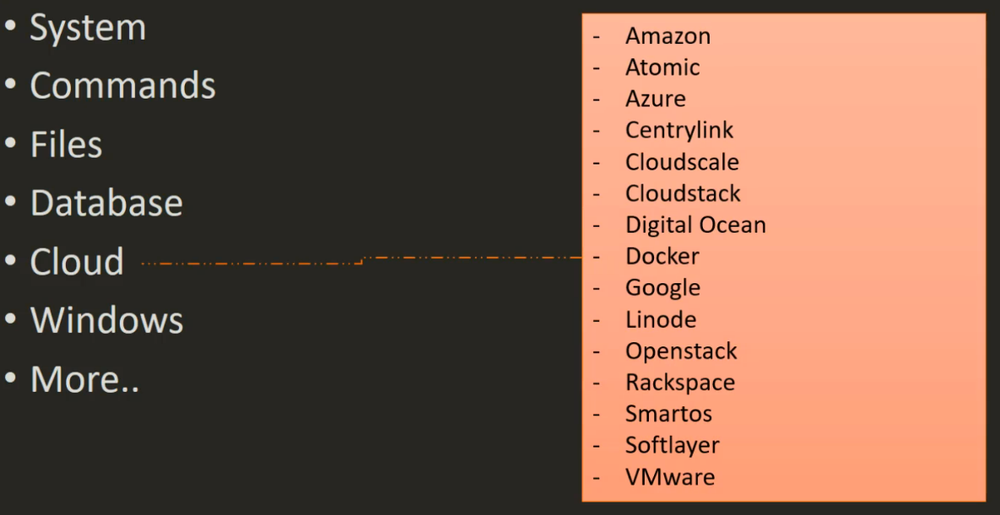 • System
• Commands
• Files
• Database
• Cloud
• Windows
• More..
- Amazon
- Atomic
- Azure
- Centrylink
- Cloudscale
- Cloudstack
- Digital Ocean
- Docker
- Google
- Linode
- Openstack
- Rackspace
- Smartos
- Softlayer
- VMware